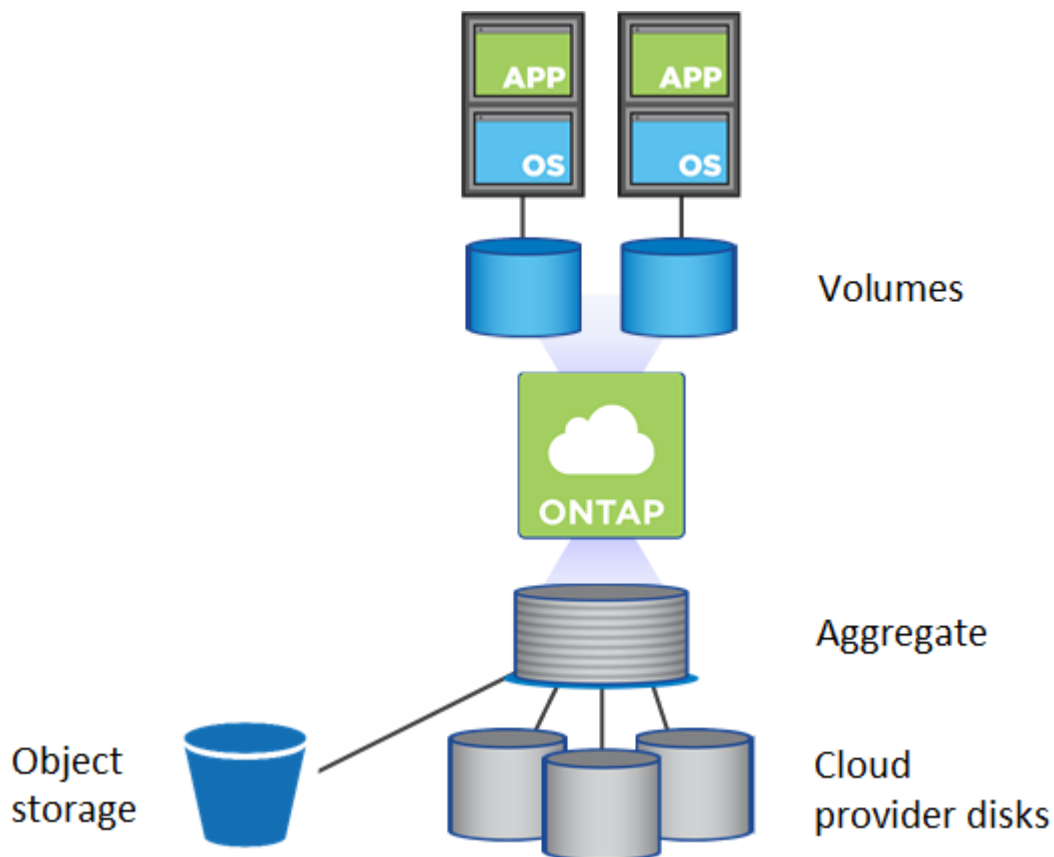 APP
APP
OS
OS
Volumes
ONTAP
Aggregate
Object
storage
Cloud
provider disks